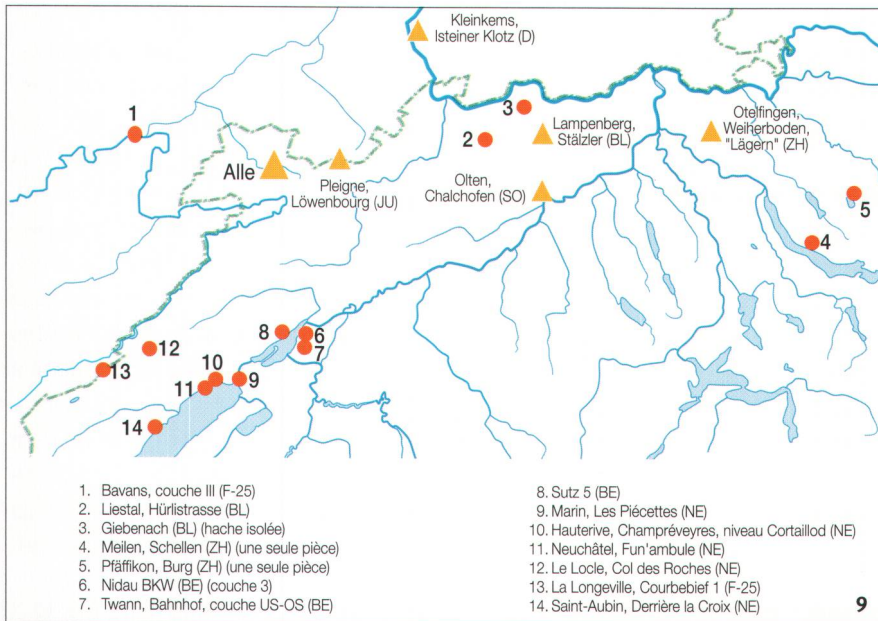 Kleinkems,
Isteiner Klotz (D)
1
3
2
Lampenberg,
Stälzler (BL)
Otelfingen,
Weiherboden,
"Lägern" (ZH)
Alle
Pleigne,
Löwenbourg (JU)
Olten,
Chalchofen (SO)
5
4
8
6
7
12
13
10
11
9
14
1. Bavans, couche III (F-25)
2. Liestal, Hürlistrasse (BL)
3. Giebenach (BL) (hache isolée)
4. Meilen, Schellen (ZH) (une seule pièce)
5. Pfäffikon, Burg (ZH) (une seule pièce)
6. Nidau BKW (BE) (couche 3)
7. Twann, Bahnhof, couche US-OS (BE)
8. Sutz 5 (BE)
9. Marin, Les Piécettes (NE)
10. Hauterive, Champréveyres, niveau Cortaillod (NE)
11. Neuchâtel, Fun'ambule (NE)
12. Le Locle, Col des Roches (NE)
13. La Longeville, Courbebief 1 (F-25)
14. Saint-Aubin, Derrière la Croix (NE)
9